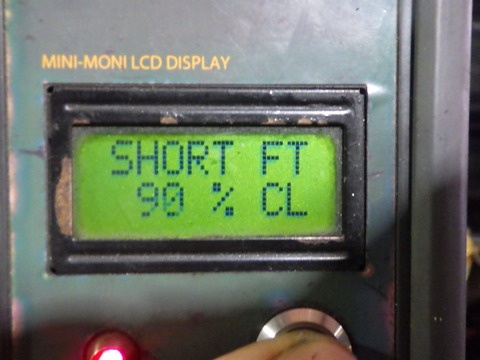 MINI-MONI LCD DISPLAY
SHORT FT
90 % CL